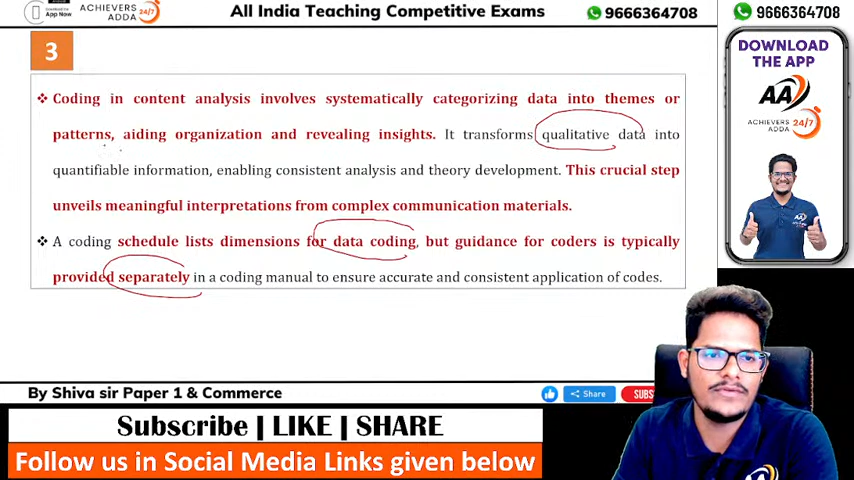 App Now
ACHIEVERS
ADDA 24/7
All India Teaching Competitive Exams
9666364708
9666364708
3
DOWNLOAD
THE APP
AA
ACHIEVERS
ADDA 24/7
❖ Coding in content analysis involves systematically categorizing data into themes or
patterns, aiding organization and revealing insights. It transforms qualitative data into
quantifiable information, enabling consistent analysis and theory development. This crucial step
unveils meaningful interpretations from complex communication materials.
❖ A coding schedule lists dimensions for data coding, but guidance for coders is typically
provided separately in a coding manual to ensure accurate and consistent application of codes.
By Shiva sir Paper 1 & Commerce
Share
SUBS
Subscribe | LIKE | SHARE
Follow us in Social Media Links given below